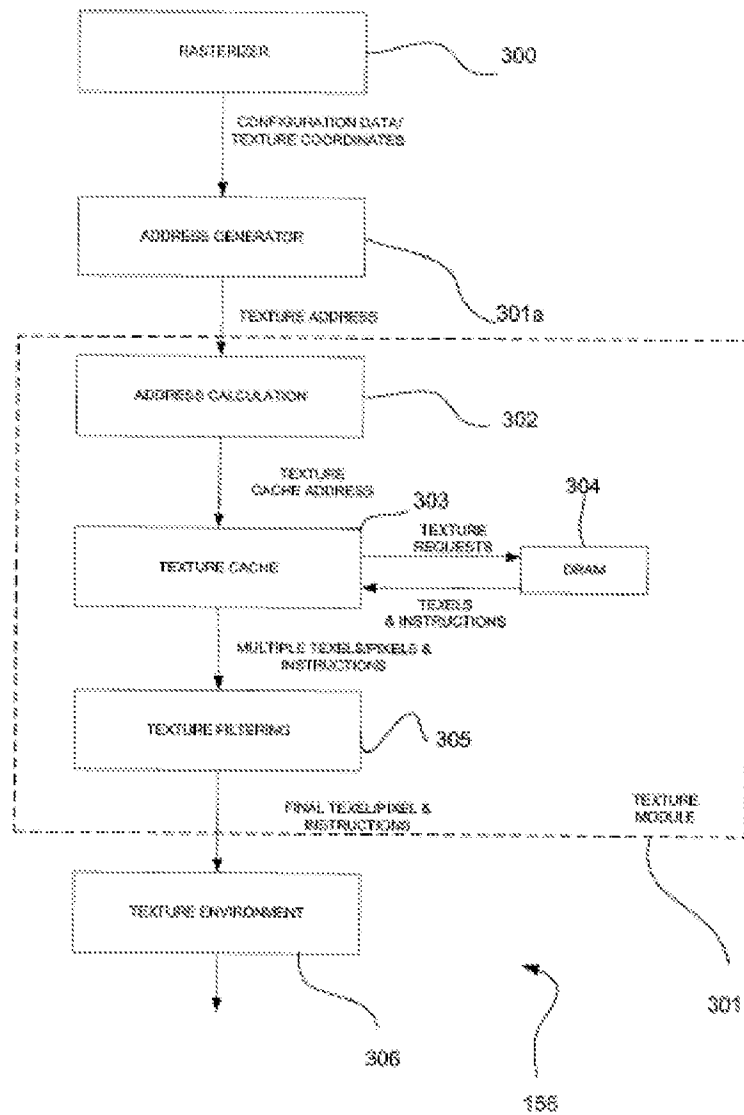 RASTERIZER
300
CONFIGURATION DATA/
TEXTURE COORDINATES
ADDRESS GENERATOR
301a
TEXTURE ADDRESS
ADDRESS CALCULATION
302
TEXTURE
CACHE ADDRESS
303
304
TEXTURE
REQUESTS
TEXTURE CACHE
DRAM
TEXELS
& INSTRUCTIONS
MULTIPLE TEXELS/PIXELS &
INSTRUCTIONS
TEXTURE FILTERING
305
FINAL TEXEL/PIXEL &
INSTRUCTIONS
TEXTURE
MODULE
TEXTURE ENVIRONMENT
301
306